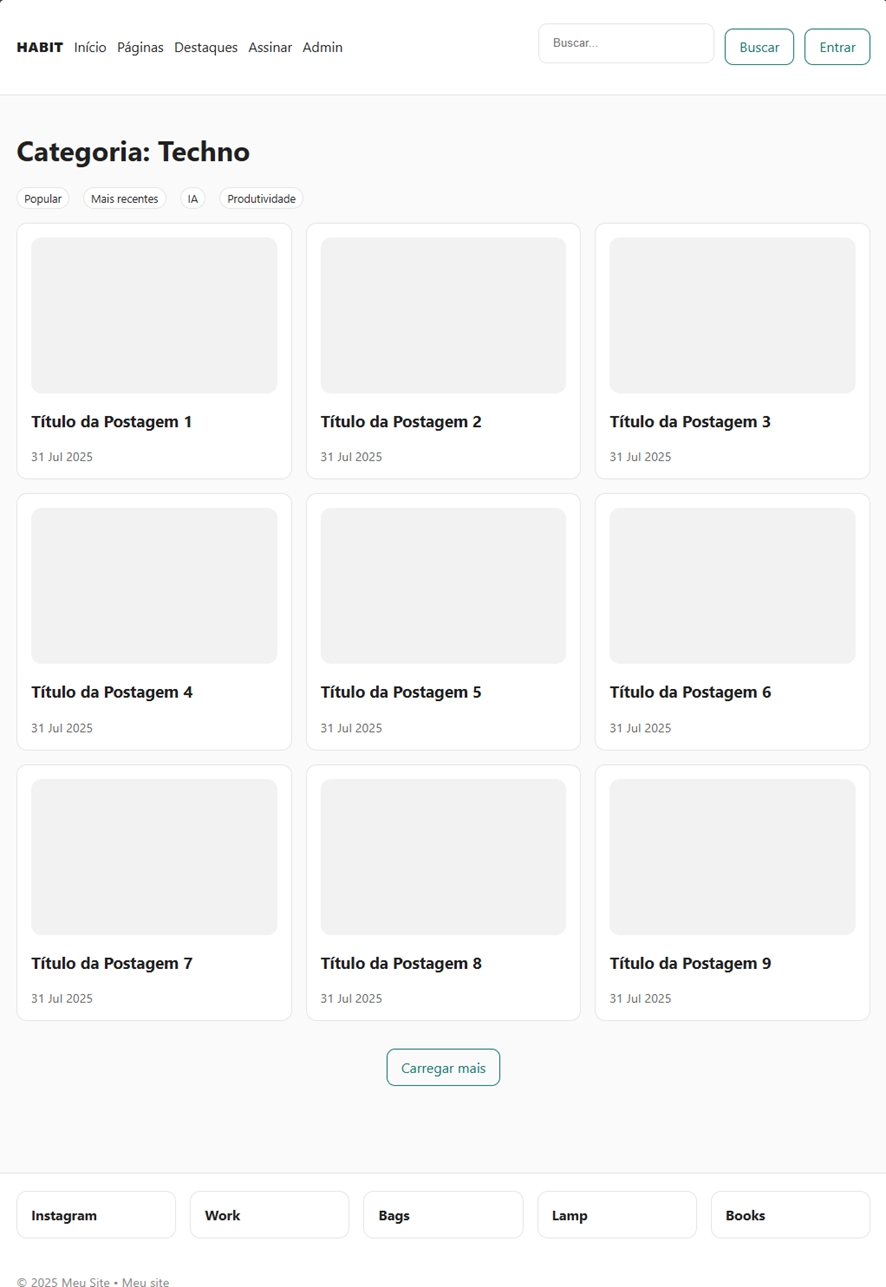 HABIT Início Páginas Destaques Assinar Admin Buscar... Buscar Entrar
Categoria: Techno
Popular Mais recentes IA Produtividade
Título da Postagem 1 Título da Postagem 2 Título da Postagem 3
31 Jul 2025 31 Jul 2025 31 Jul 2025
Título da Postagem 4 Título da Postagem 5 Título da Postagem 6
31 Jul 2025 31 Jul 2025 31 Jul 2025
Título da Postagem 7 Título da Postagem 8 Título da Postagem 9
31 Jul 2025 31 Jul 2025 31 Jul 2025
Carregar mais
Instagram Work Bags Lamp Books
© 2025 Meu Site • Meu site